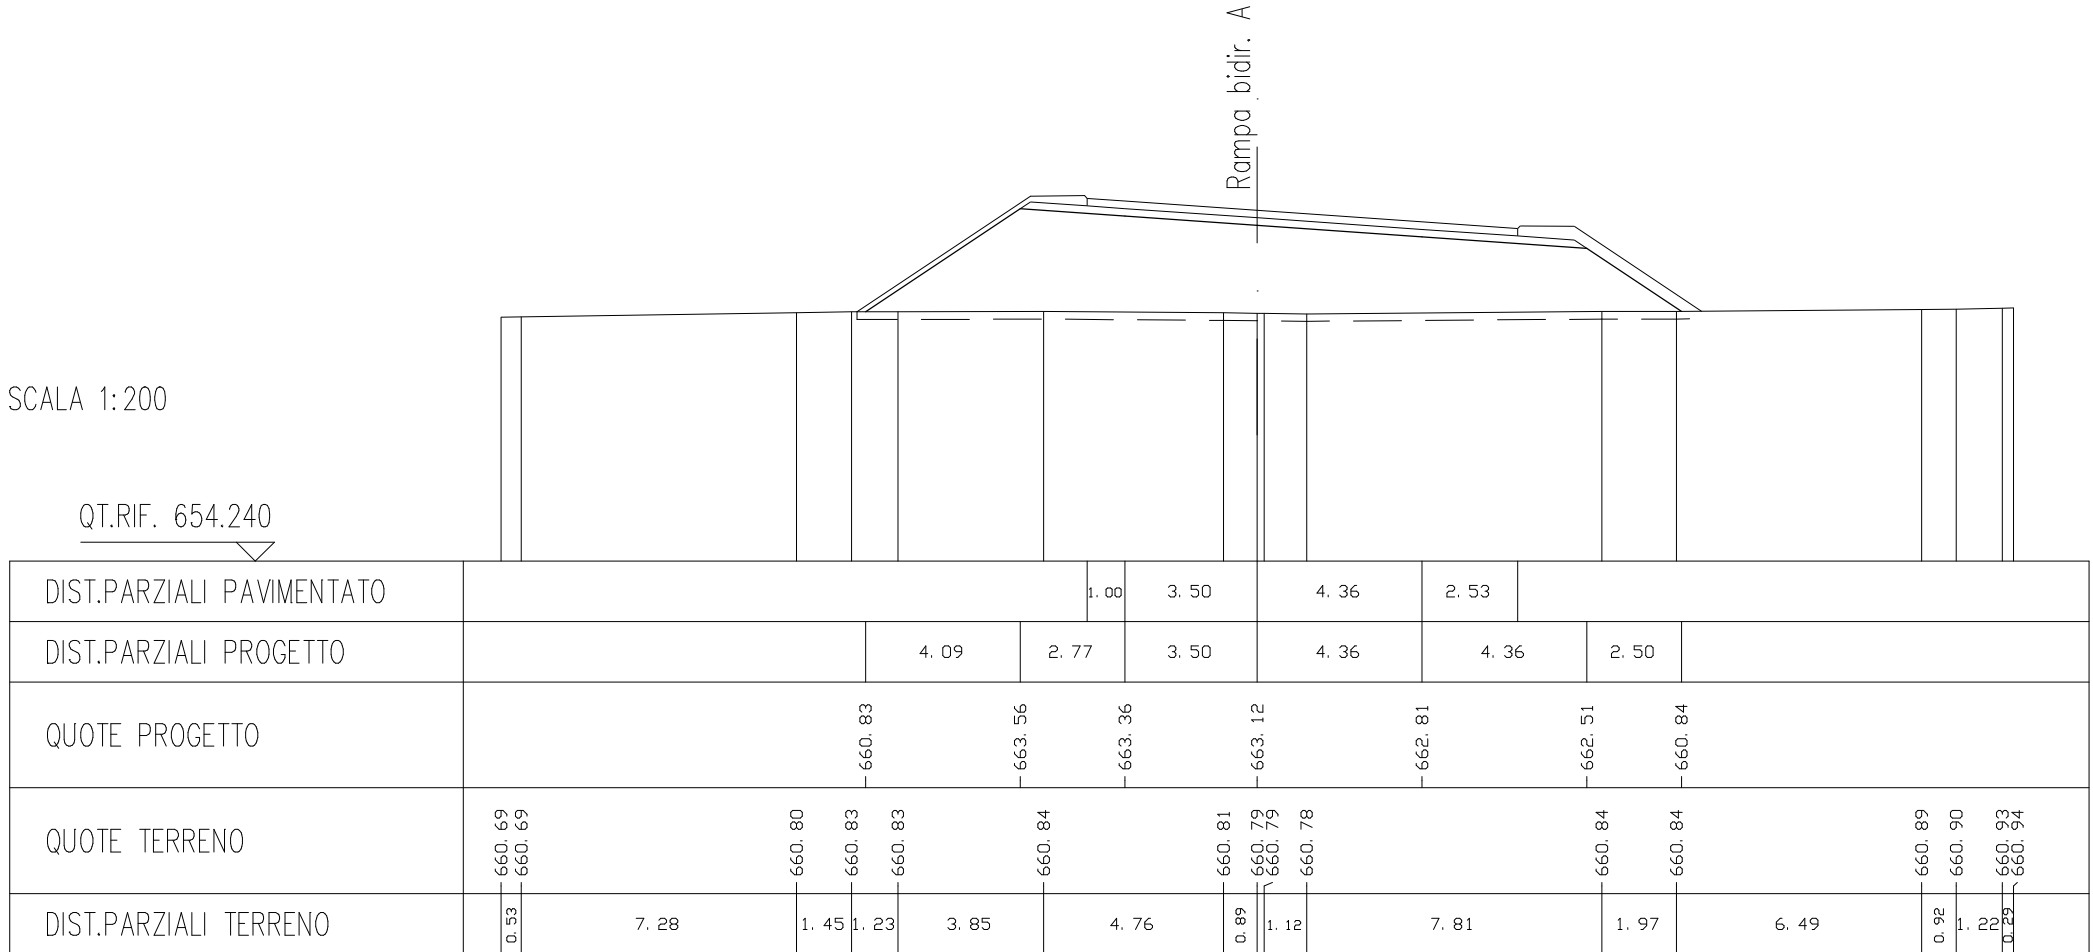 Rampa bidir. A
SCALA 1:200
QT.RIF. 654.240
DIST.PARZIALI PAVIMENTATO 1.00 3.50 4.36 2.53
DIST.PARZIALI PROGETTO 4.09 2.77 3.50 4.36 4.36 2.50
QUOTE PROGETTO 660.83 663.56 663.36 663.12 662.81 662.51 660.84
QUOTE TERRENO 660.69 660.69 660.80 660.83 660.83 660.84 660.81 660.79 660.79 660.78 660.84 660.84 660.89 660.90 660.93 660.94
DIST.PARZIALI TERRENO 0.53 7.28 1.45 1.23 3.85 4.76 0.89 1.12 7.81 1.97 6.49 0.92 1.22 0.29